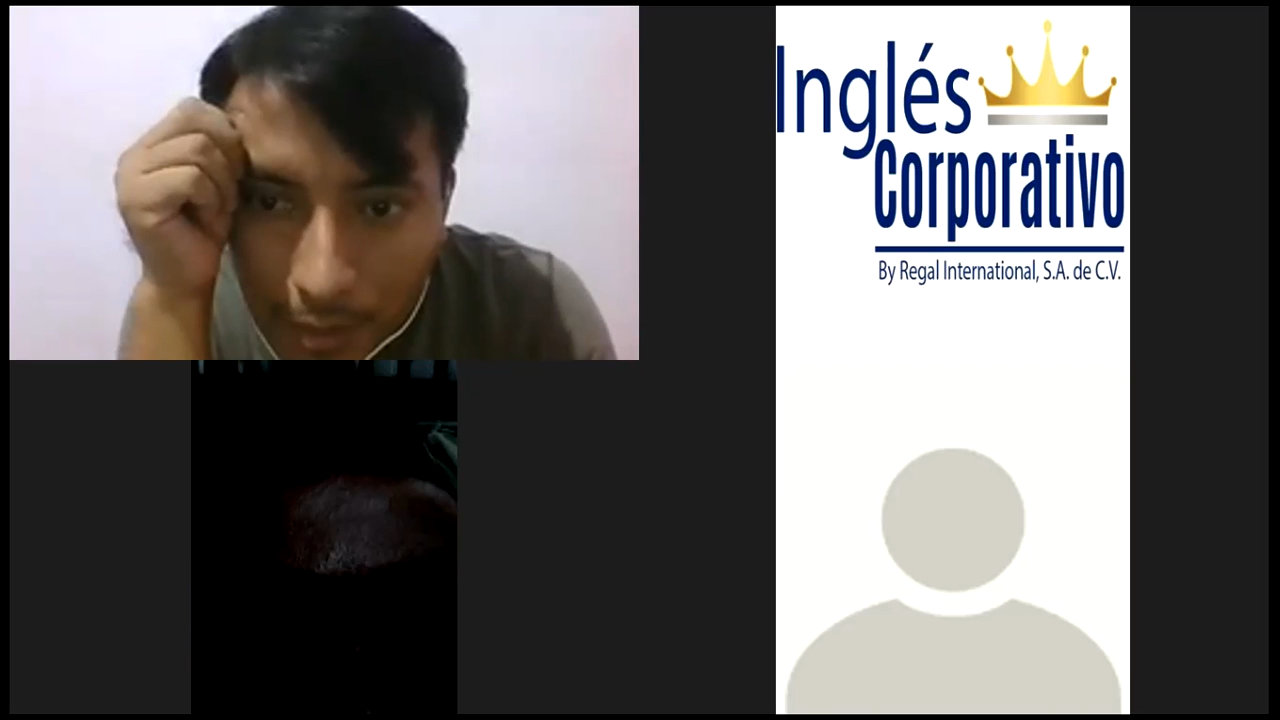 Inglés
Corporativo
By Regal International, S.A. de C.V.